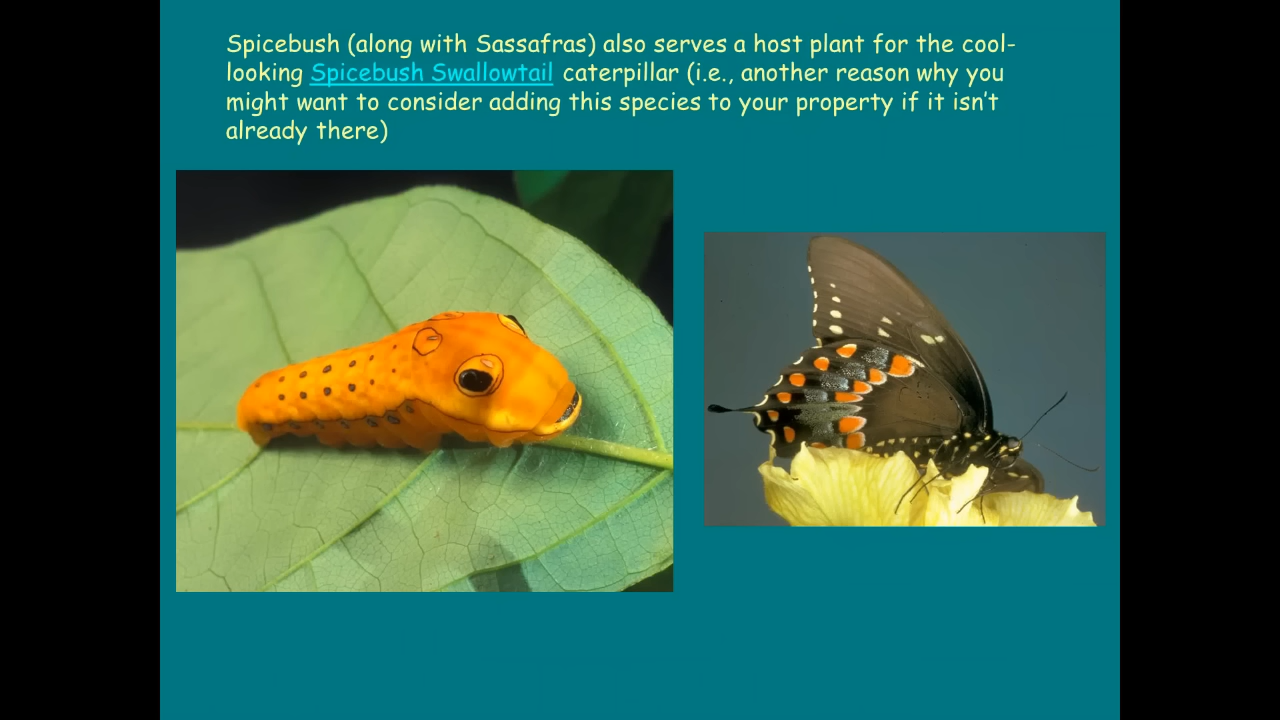 Spicebush (along with Sassafras) also serves a host plant for the cool-
looking Spicebush Swallowtail caterpillar (i.e., another reason why you
might want to consider adding this species to your property if it isn’t
already there)